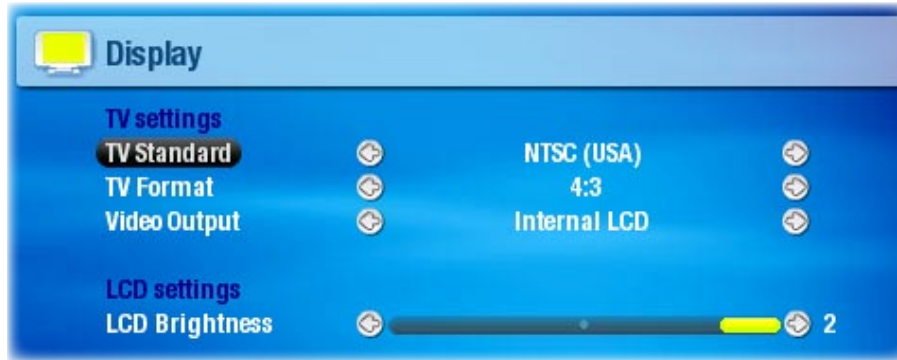 Display
TV settings
TV Standard NTSC (USA)
TV Format 4:3
Video Output Internal LCD
LCD settings
LCD Brightness 2